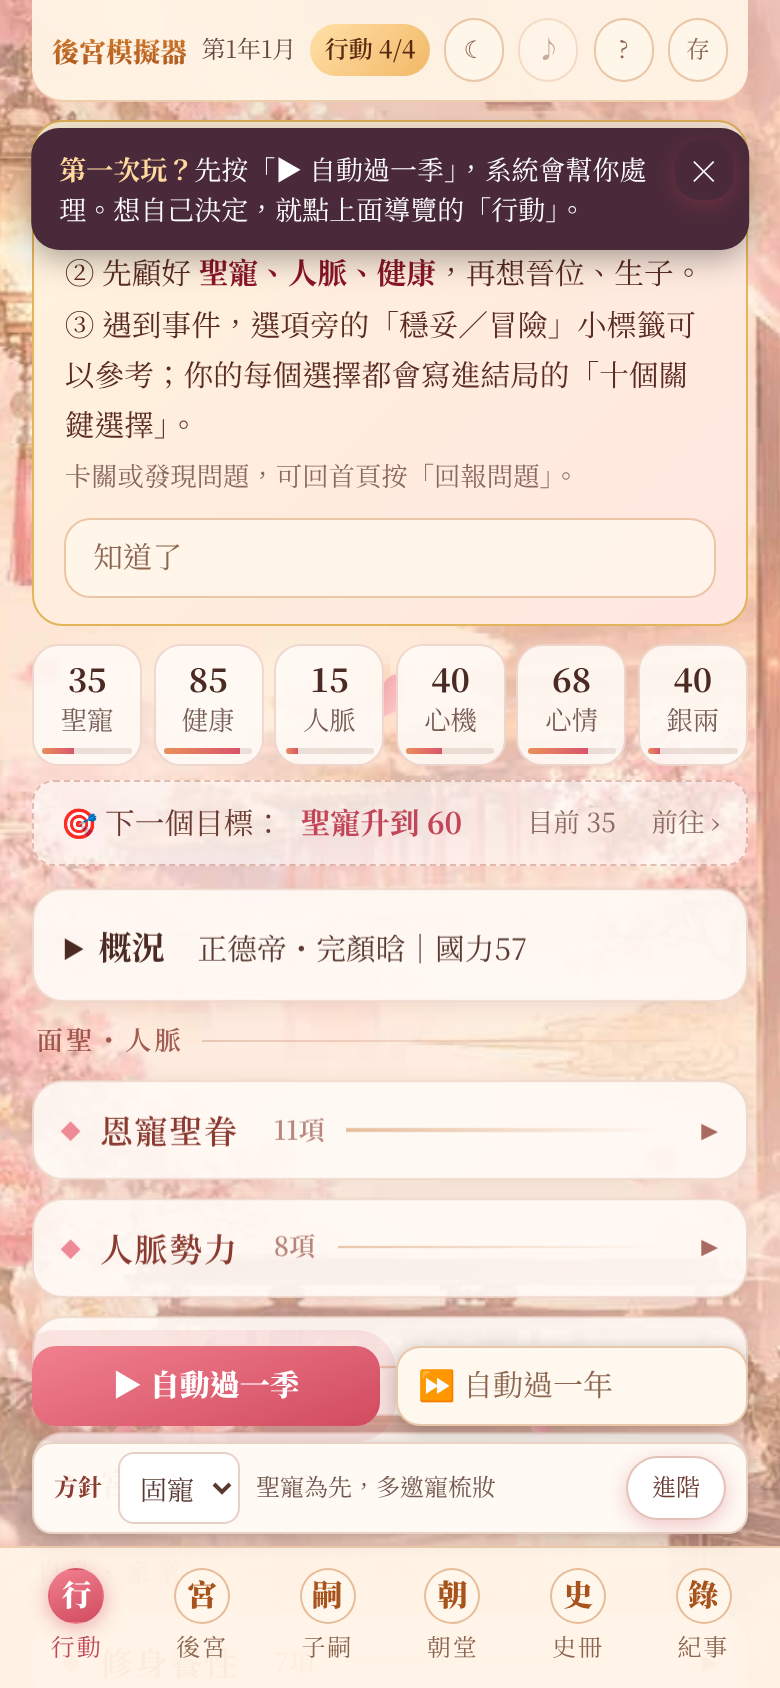 後宮模擬器 第1年1月 行動 4/4 ☾ ♪ ? 存
第一次玩？先按「▶ 自動過一季」，系統會幫你處
理。想自己決定，就點上面導覽的「行動」。
② 先顧好 聖寵、人脈、健康，再想晉位、生子。
③ 遇到事件，選項旁的「穩妥／冒險」小標籤可
以參考；你的每個選擇都會寫進結局的「十個關
鍵選擇」。
卡關或發現問題，可回首頁按「回報問題」。
知道了
35 85 15 40 68 40
聖寵 健康 人脈 心機 心情 銀兩
🎯 下一個目標： 聖寵升到 60 目前 35 前往 ›
▶ 概況 正德帝・完顏晗｜國力57
面聖・人脈
◆ 恩寵聖眷 11項 ▶
◆ 人脈勢力 8項 ▶
▶ 自動過一季 ⏩ 自動過一年
方針 固寵 聖寵為先，多邀寵梳妝 進階
行 宮 嗣 朝 史 錄
行動 後宮 子嗣 朝堂 史冊 紀事
修身養性 7項